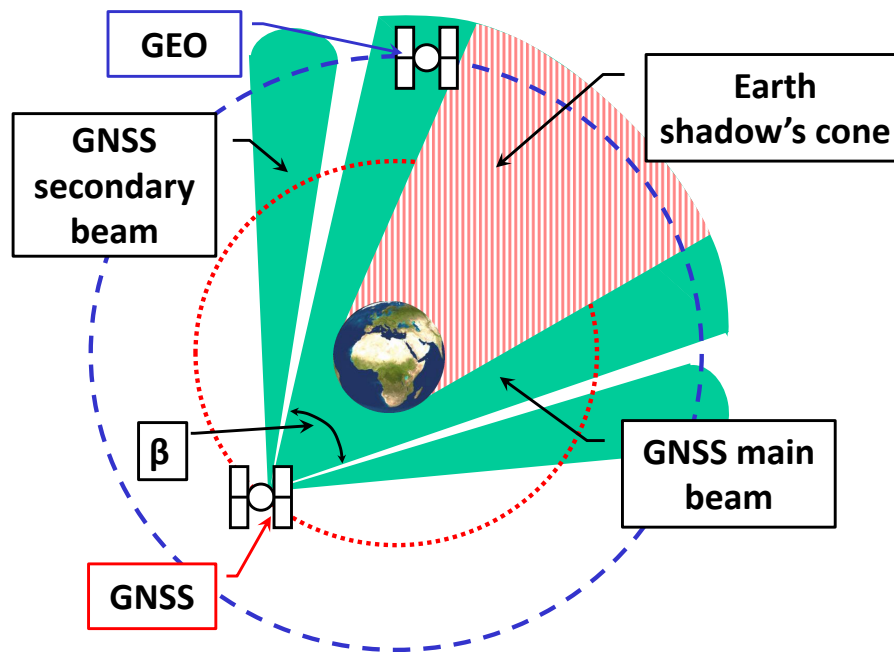 GEO
Earth
shadow's cone
GNSS
secondary
beam
β
GNSS main
beam
GNSS